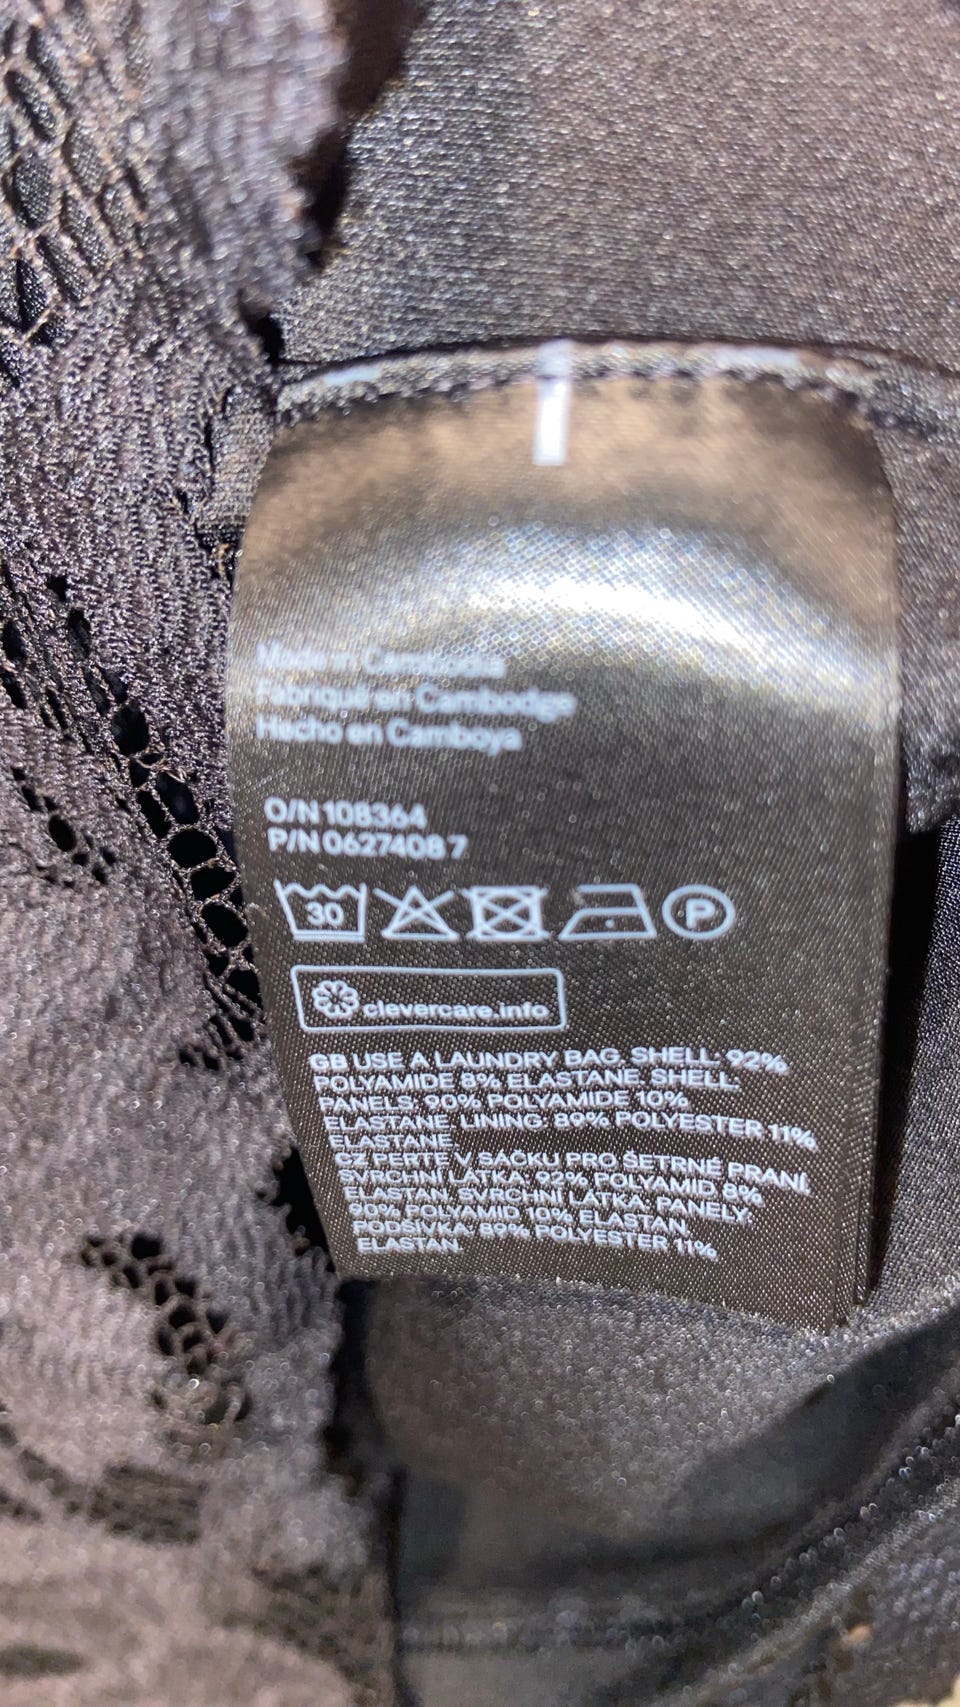 Made in Cambodia
Fabriqué en Cambodge
Hecho en Camboya
O/N 108364
P/N 0627408 7
30
P
clevercare.info
GB USE A LAUNDRY BAG. SHELL: 92%
POLYAMIDE 8% ELASTANE. SHELL:
PANELS: 90% POLYAMIDE 10%
ELASTANE. LINING: 89% POLYESTER 11%
ELASTANE
CZ PERTE V SÁČKU PRO ŠETRNÉ PRANÍ.
SVRCHNÍ LÁTKA: 92% POLYAMID 8%
ELASTAN. SVRCHNÍ LÁTKA: PANELY:
90% POLYAMID 10% ELASTAN.
PODŠÍVKA: 89% POLYESTER 11%
ELASTAN.